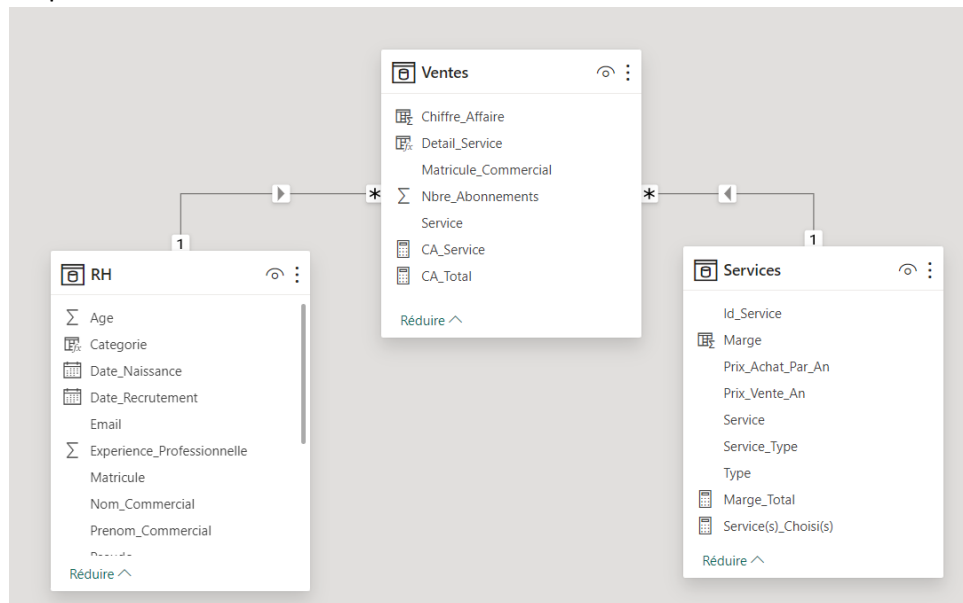 Ventes
Chiffre_Affaire
Detail_Service
Matricule_Commercial
Nbre_Abonnements
Service
CA_Service
CA_Total
Réduire
*
*
1
1
RH
Age
Categorie
Date_Naissance
Date_Recrutement
Email
Experience_Professionnelle
Matricule
Nom_Commercial
Prenom_Commercial
Réduire
Services
Id_Service
Marge
Prix_Achat_Par_An
Prix_Vente_An
Service
Service_Type
Type
Marge_Total
Service(s)_Choisi(s)
Réduire